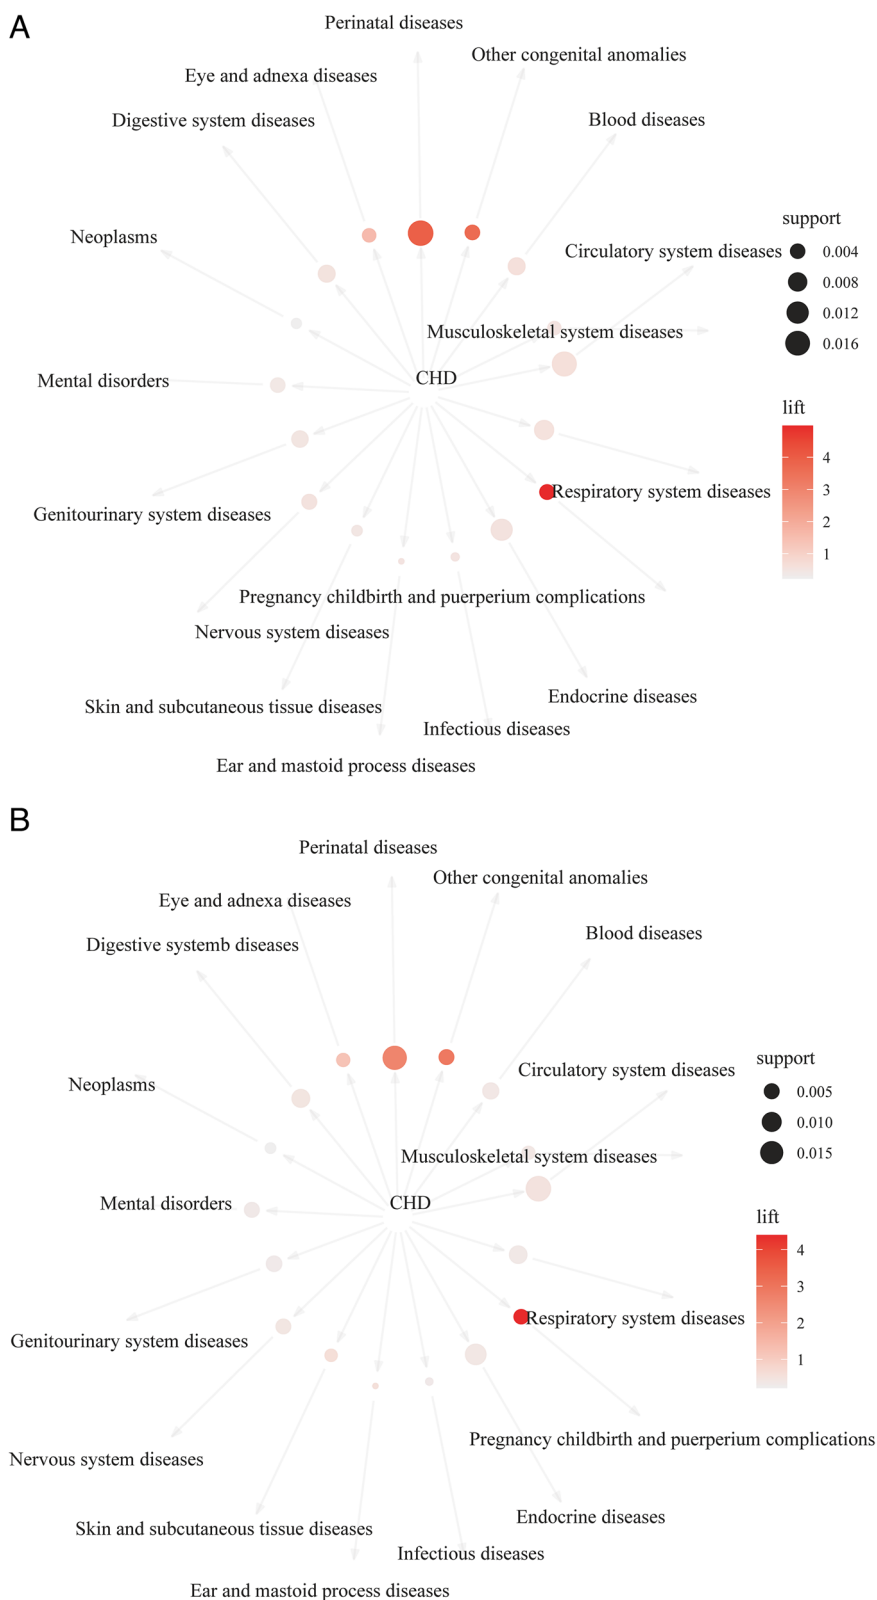 A
Perinatal diseases
Other congenital anomalies
Eye and adnexa diseases
Digestive system diseases
Blood diseases
support
Neoplasms
Circulatory system diseases
0.004
0.008
0.012
Musculoskeletal system diseases
0.016
CHD
Mental disorders
lift
4
3
Respiratory system diseases
Genitourinary system diseases
2
1
Pregnancy childbirth and puerperium complications
Nervous system diseases
Endocrine diseases
Skin and subcutaneous tissue diseases
Infectious diseases
Ear and mastoid process diseases
B
Perinatal diseases
Other congenital anomalies
Eye and adnexa diseases
Blood diseases
Digestive systemb diseases
support
Circulatory system diseases
Neoplasms
0.005
0.010
0.015
Musculoskeletal system diseases
CHD
Mental disorders
lift
4
3
Respiratory system diseases
2
Genitourinary system diseases
1
Pregnancy childbirth and puerperium complications
Nervous system diseases
Endocrine diseases
Skin and subcutaneous tissue diseases
Infectious diseases
Ear and mastoid process diseases